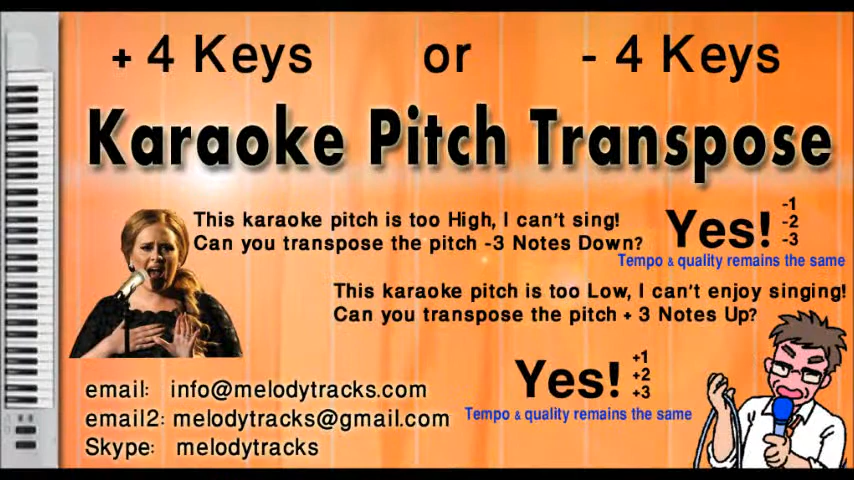 + 4 Keys or - 4 Keys
Karaoke Pitch Transpose
This karaoke pitch is too High, I can't sing!
Can you transpose the pitch -3 Notes Down?
Yes!
-1
-2
-3
Tempo & quality remains the same
This karaoke pitch is too Low, I can't enjoy singing!
Can you transpose the pitch + 3 Notes Up?
Yes!
+1
+2
+3
Tempo & quality remains the same
email: info@melodytracks.com
email2: melodytracks@gmail.com
Skype: melodytracks